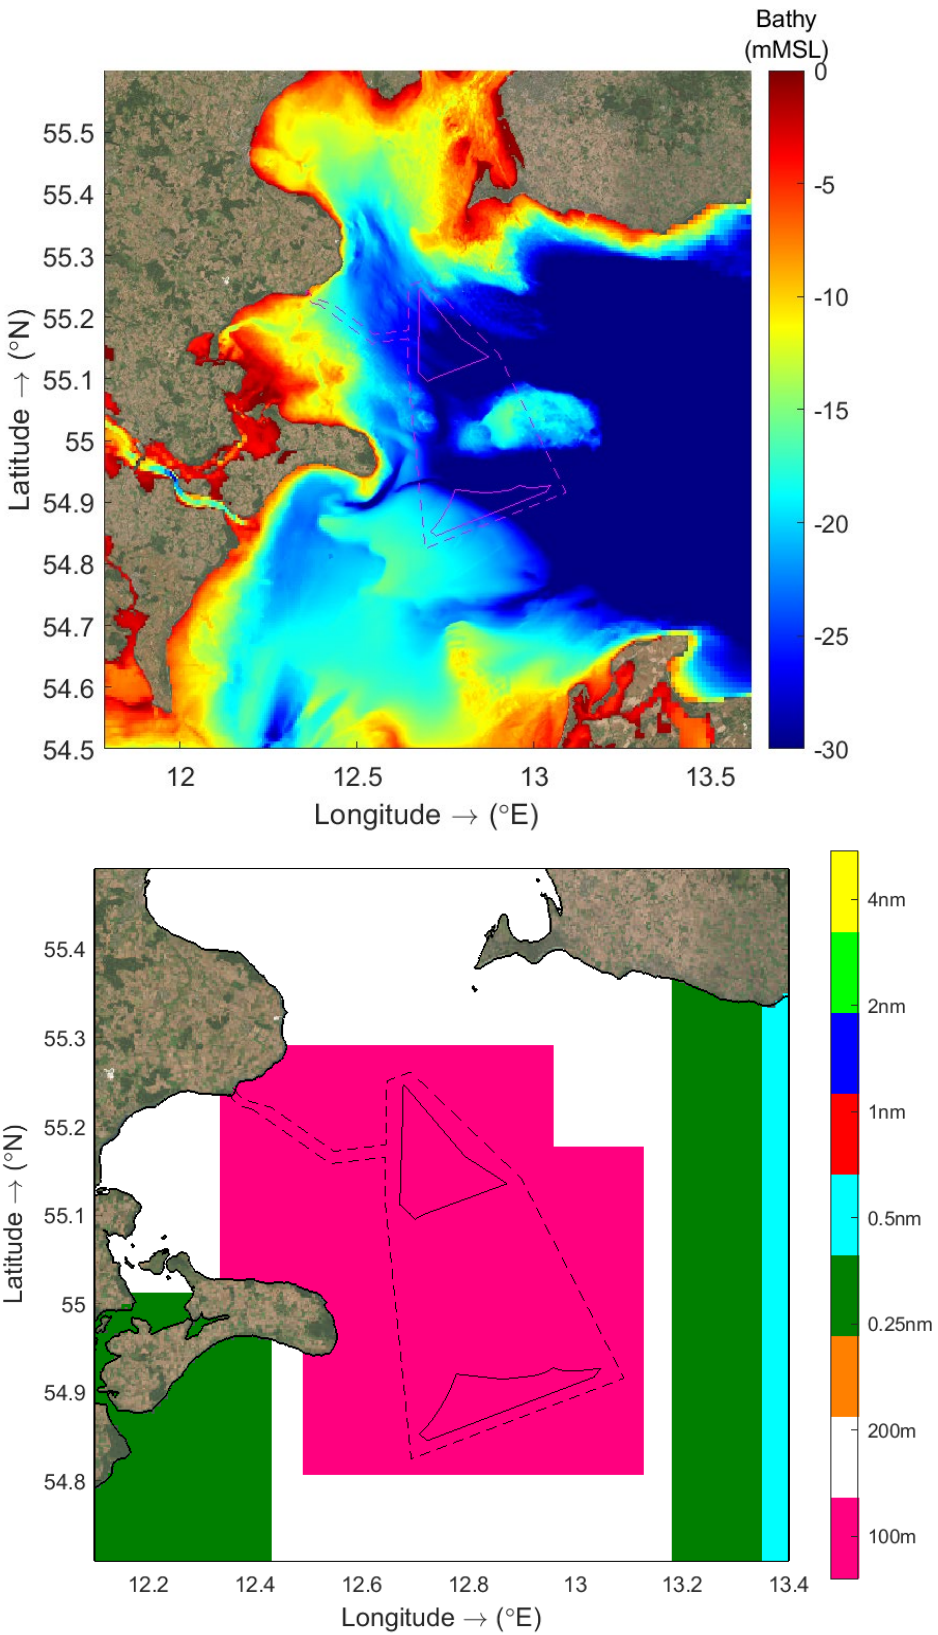 Bathy
(mMSL)
0
-5
-10
-15
-20
-25
-30
55.5
55.4
55.3
55.2
55.1
55
54.9
54.8
54.7
54.6
54.5
Latitude → (°N)
12
12.5
13
13.5
Longitude → (°E)
55.4
55.3
55.2
55.1
55
54.9
54.8
Latitude → (°N)
12.2
12.4
12.6
12.8
13
13.2
13.4
Longitude → (°E)
4nm
2nm
1nm
0.5nm
0.25nm
200m
100m